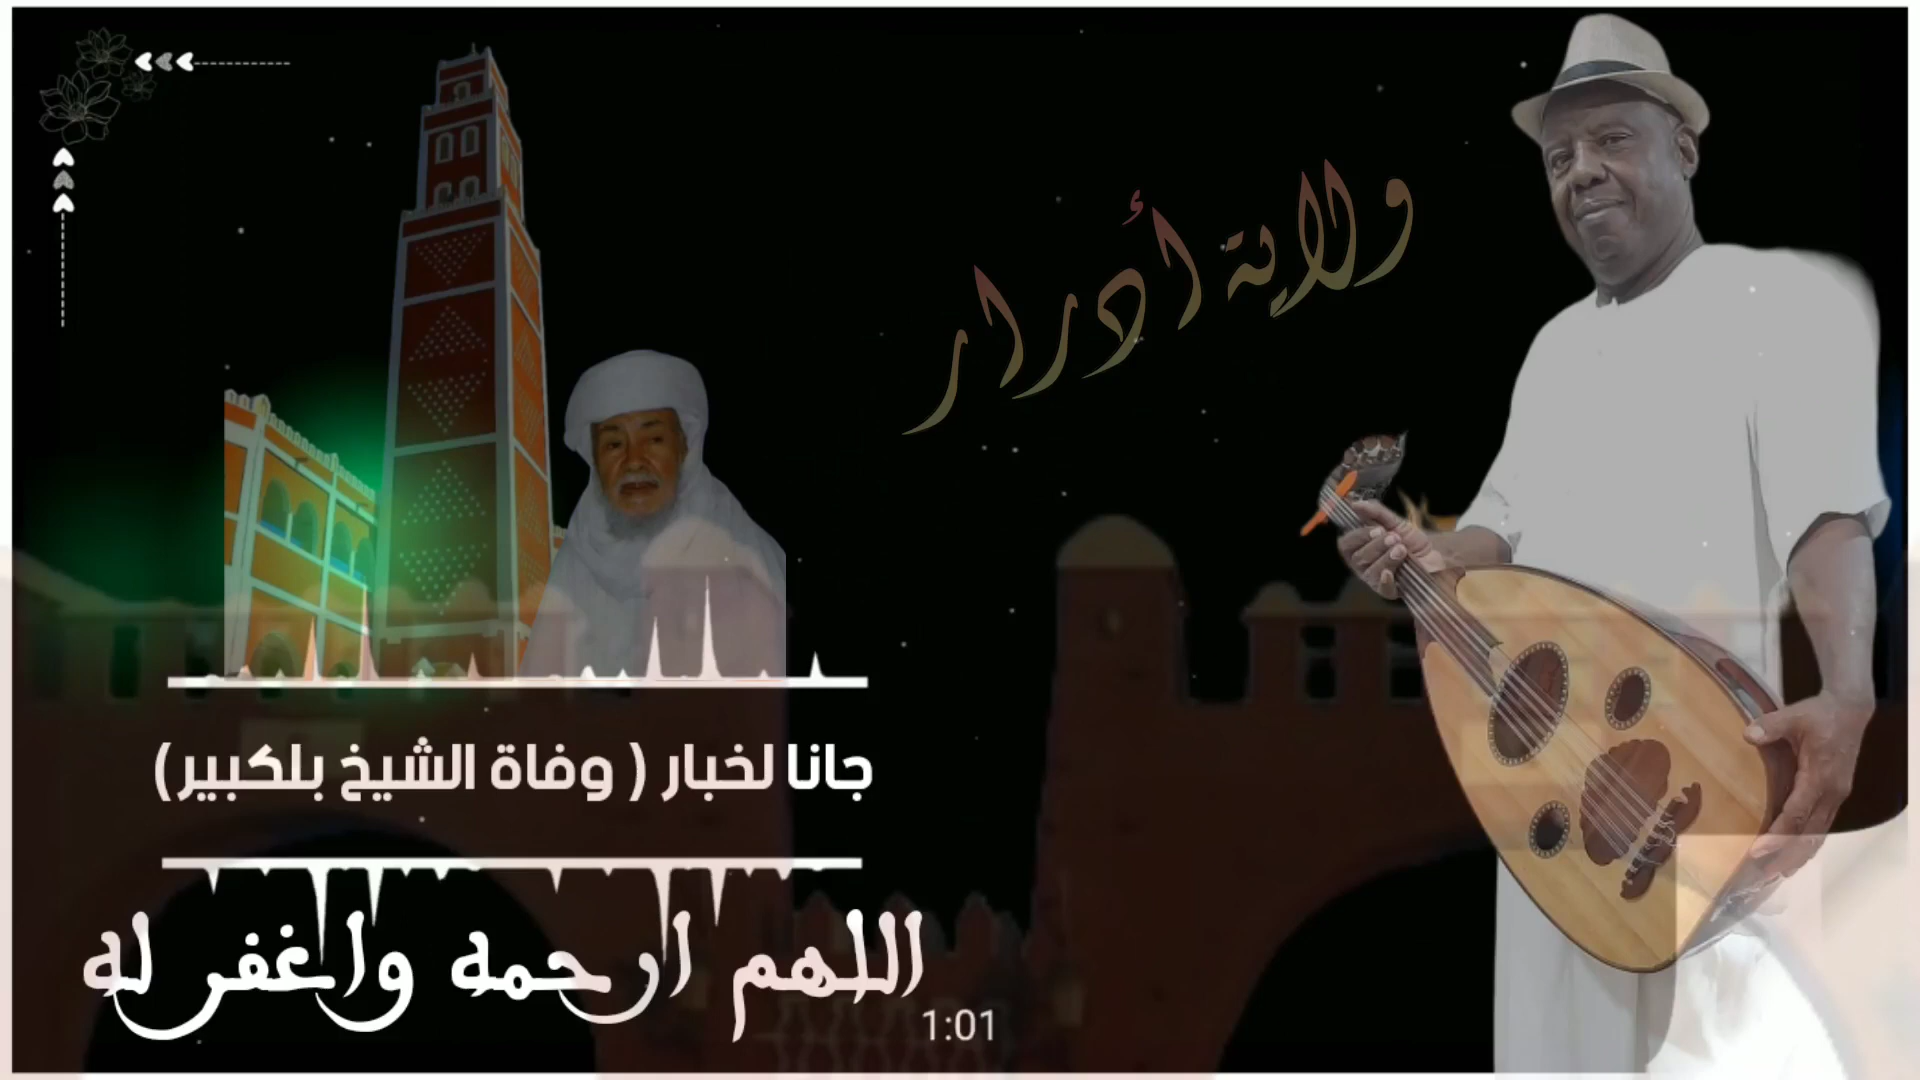 ولاية أدرار
جانا لخبار ( وفاة الشيخ بلكبير)
اللهم ارحمه واغفر له
1:01